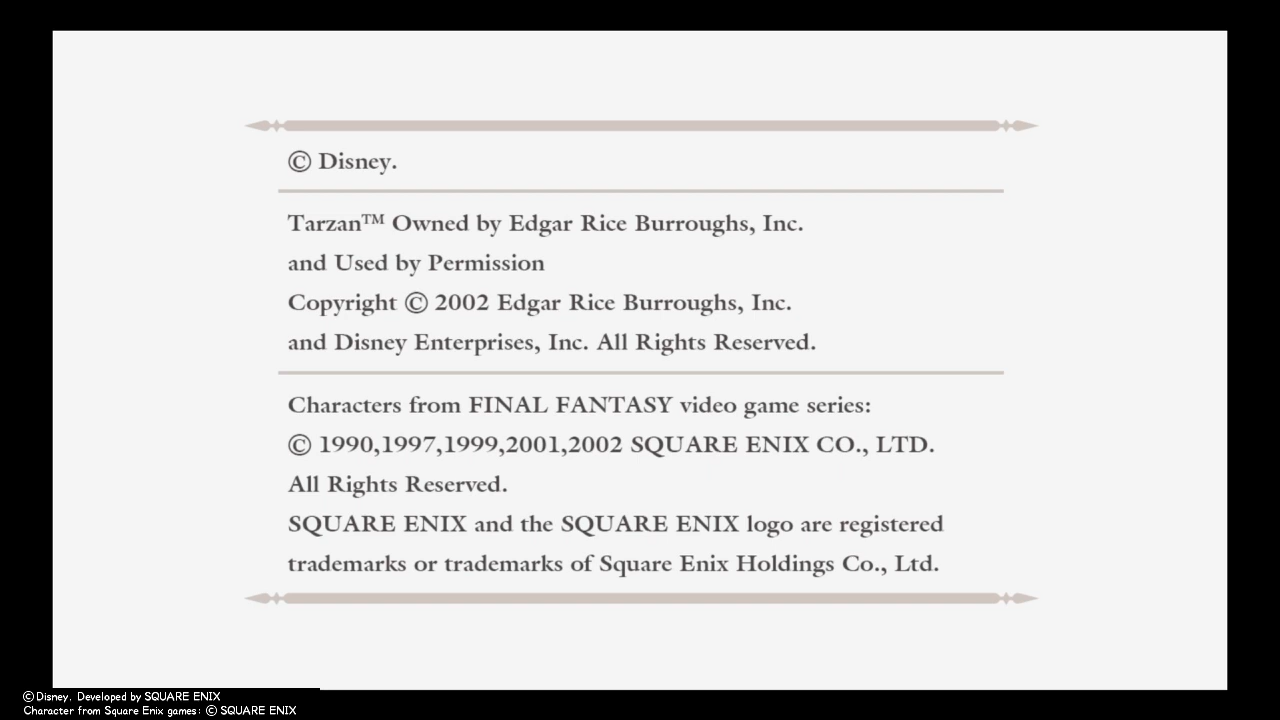 © Disney.
Tarzan™ Owned by Edgar Rice Burroughs, Inc.
and Used by Permission
Copyright © 2002 Edgar Rice Burroughs, Inc.
and Disney Enterprises, Inc. All Rights Reserved.
Characters from FINAL FANTASY video game series:
© 1990,1997,1999,2001,2002 SQUARE ENIX CO., LTD.
All Rights Reserved.
SQUARE ENIX and the SQUARE ENIX logo are registered
trademarks or trademarks of Square Enix Holdings Co., Ltd.
©Disney. Developed by SQUARE ENIX
Character from Square Enix games: © SQUARE ENIX